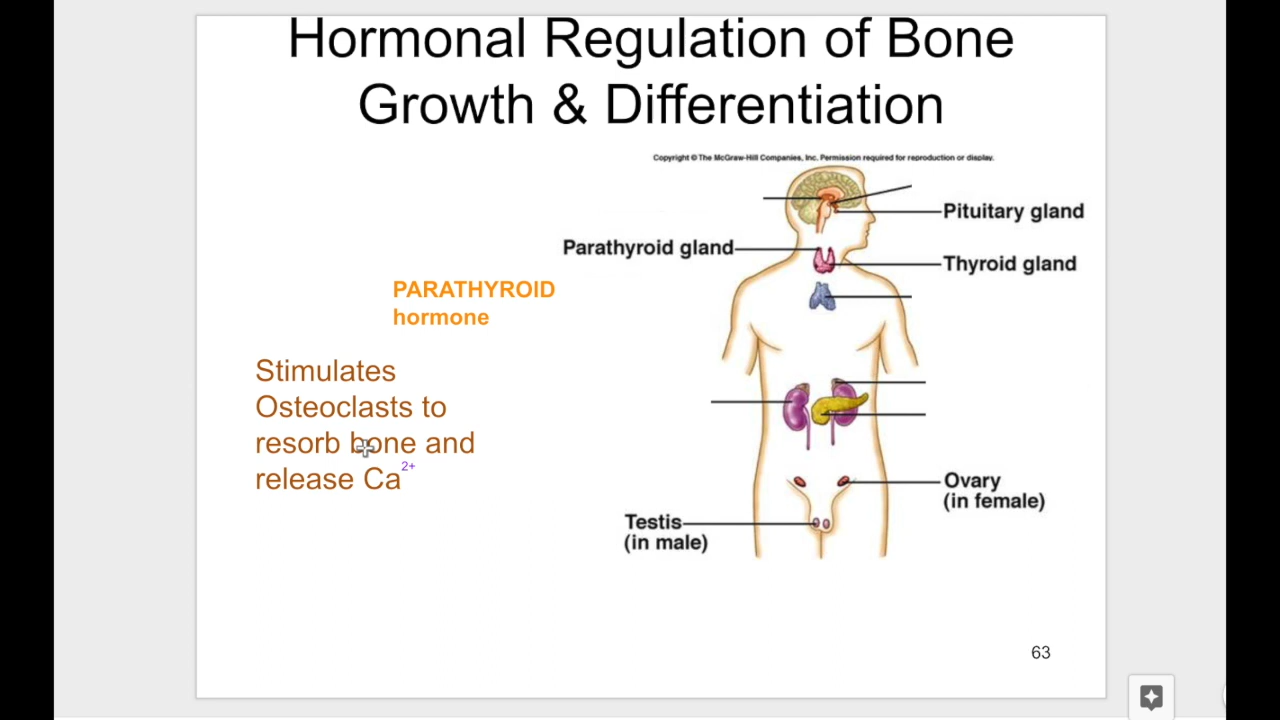 Hormonal Regulation of Bone
Growth & Differentiation
Copyright © The McGraw-Hill Companies, Inc. Permission required for reproduction or display.
Pituitary gland
Parathyroid gland
Thyroid gland
PARATHYROID
hormone
Stimulates
Osteoclasts to
resorb bone and
release Ca 2+
Ovary
(in female)
Testis
(in male)
63